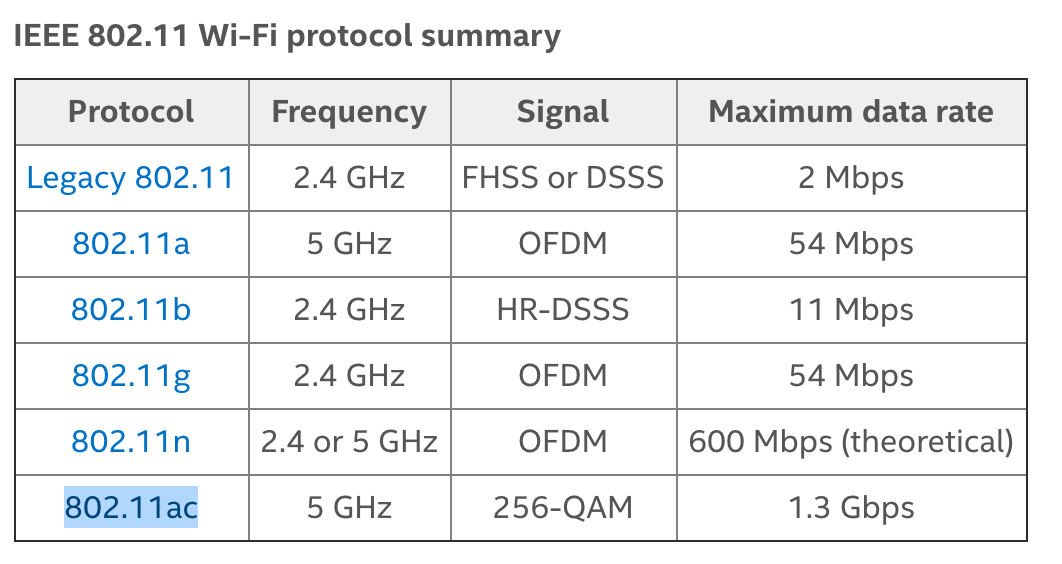 IEEE 802.11 Wi-Fi protocol summary
Protocol Frequency Signal Maximum data rate
Legacy 802.11 2.4 GHz FHSS or DSSS 2 Mbps
802.11a 5 GHz OFDM 54 Mbps
802.11b 2.4 GHz HR-DSSS 11 Mbps
802.11g 2.4 GHz OFDM 54 Mbps
802.11n 2.4 or 5 GHz OFDM 600 Mbps (theoretical)
802.11ac 5 GHz 256-QAM 1.3 Gbps